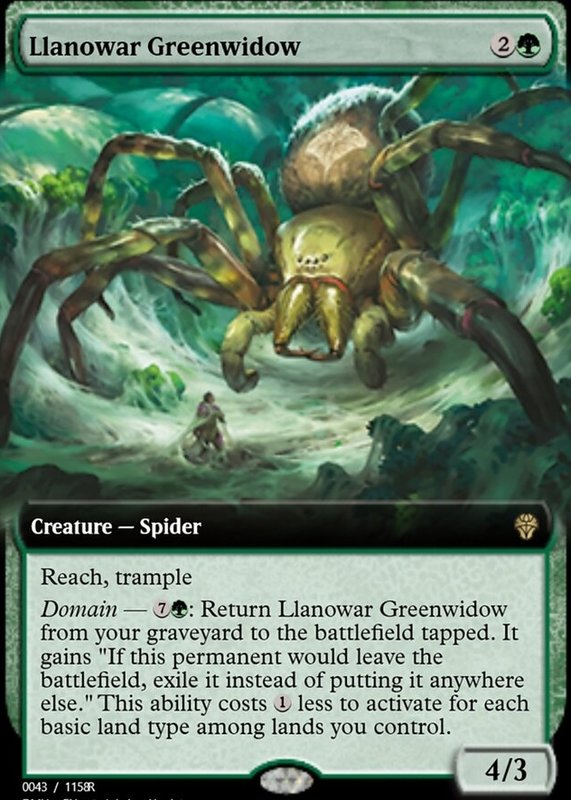 Llanowar Greenwidow 2
Creature — Spider
Reach, trample
Domain — 7: Return Llanowar Greenwidow
from your graveyard to the battlefield tapped. It
gains "If this permanent would leave the
battlefield, exile it instead of putting it anywhere
else." This ability costs 1 less to activate for each
basic land type among lands you control.
4/3
0043 / 1158R